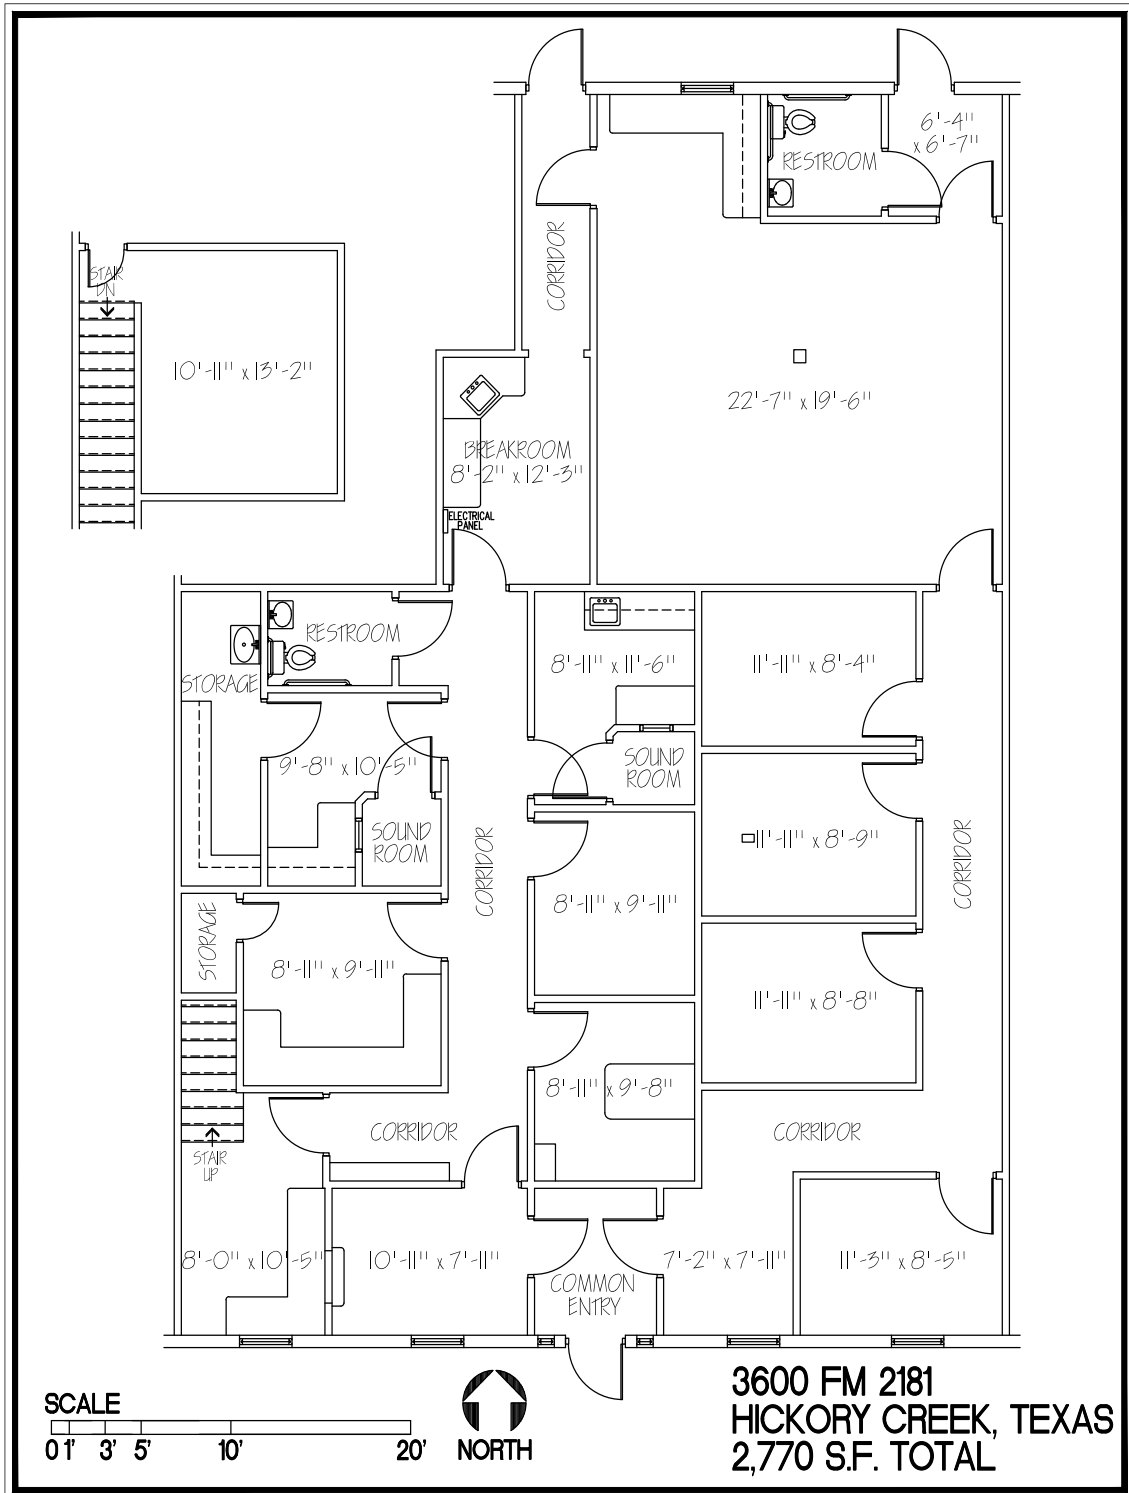 6'-4"
x 6'-7"
RESTROOM
CORRIDOR
STAIR
DN
10'-11" x 13'-2"
22'-7" x 19'-6"
BREAKROOM
8'-2" x 12'-3"
ELECTRICAL
PANEL
RESTROOM
8'-11" x 11'-6"
11'-11" x 8'-4"
STORAGE
9'-8" x 10'-5"
SOUND
ROOM
SOUND
ROOM
11'-11" x 8'-9"
CORRIDOR
CORRIDOR
8'-11" x 9'-11"
STORAGE
8'-11" x 9'-11"
11'-11" x 8'-8"
8'-11" x 9'-8"
CORRIDOR
CORRIDOR
STAIR
UP
8'-0" x 10'-5"
10'-11" x 7'-11"
7'-2" x 7'-11"
11'-3" x 8'-5"
COMMON
ENTRY
SCALE
0 1' 3' 5' 10' 20'
NORTH
3600 FM 2181
HICKORY CREEK, TEXAS
2,770 S.F. TOTAL